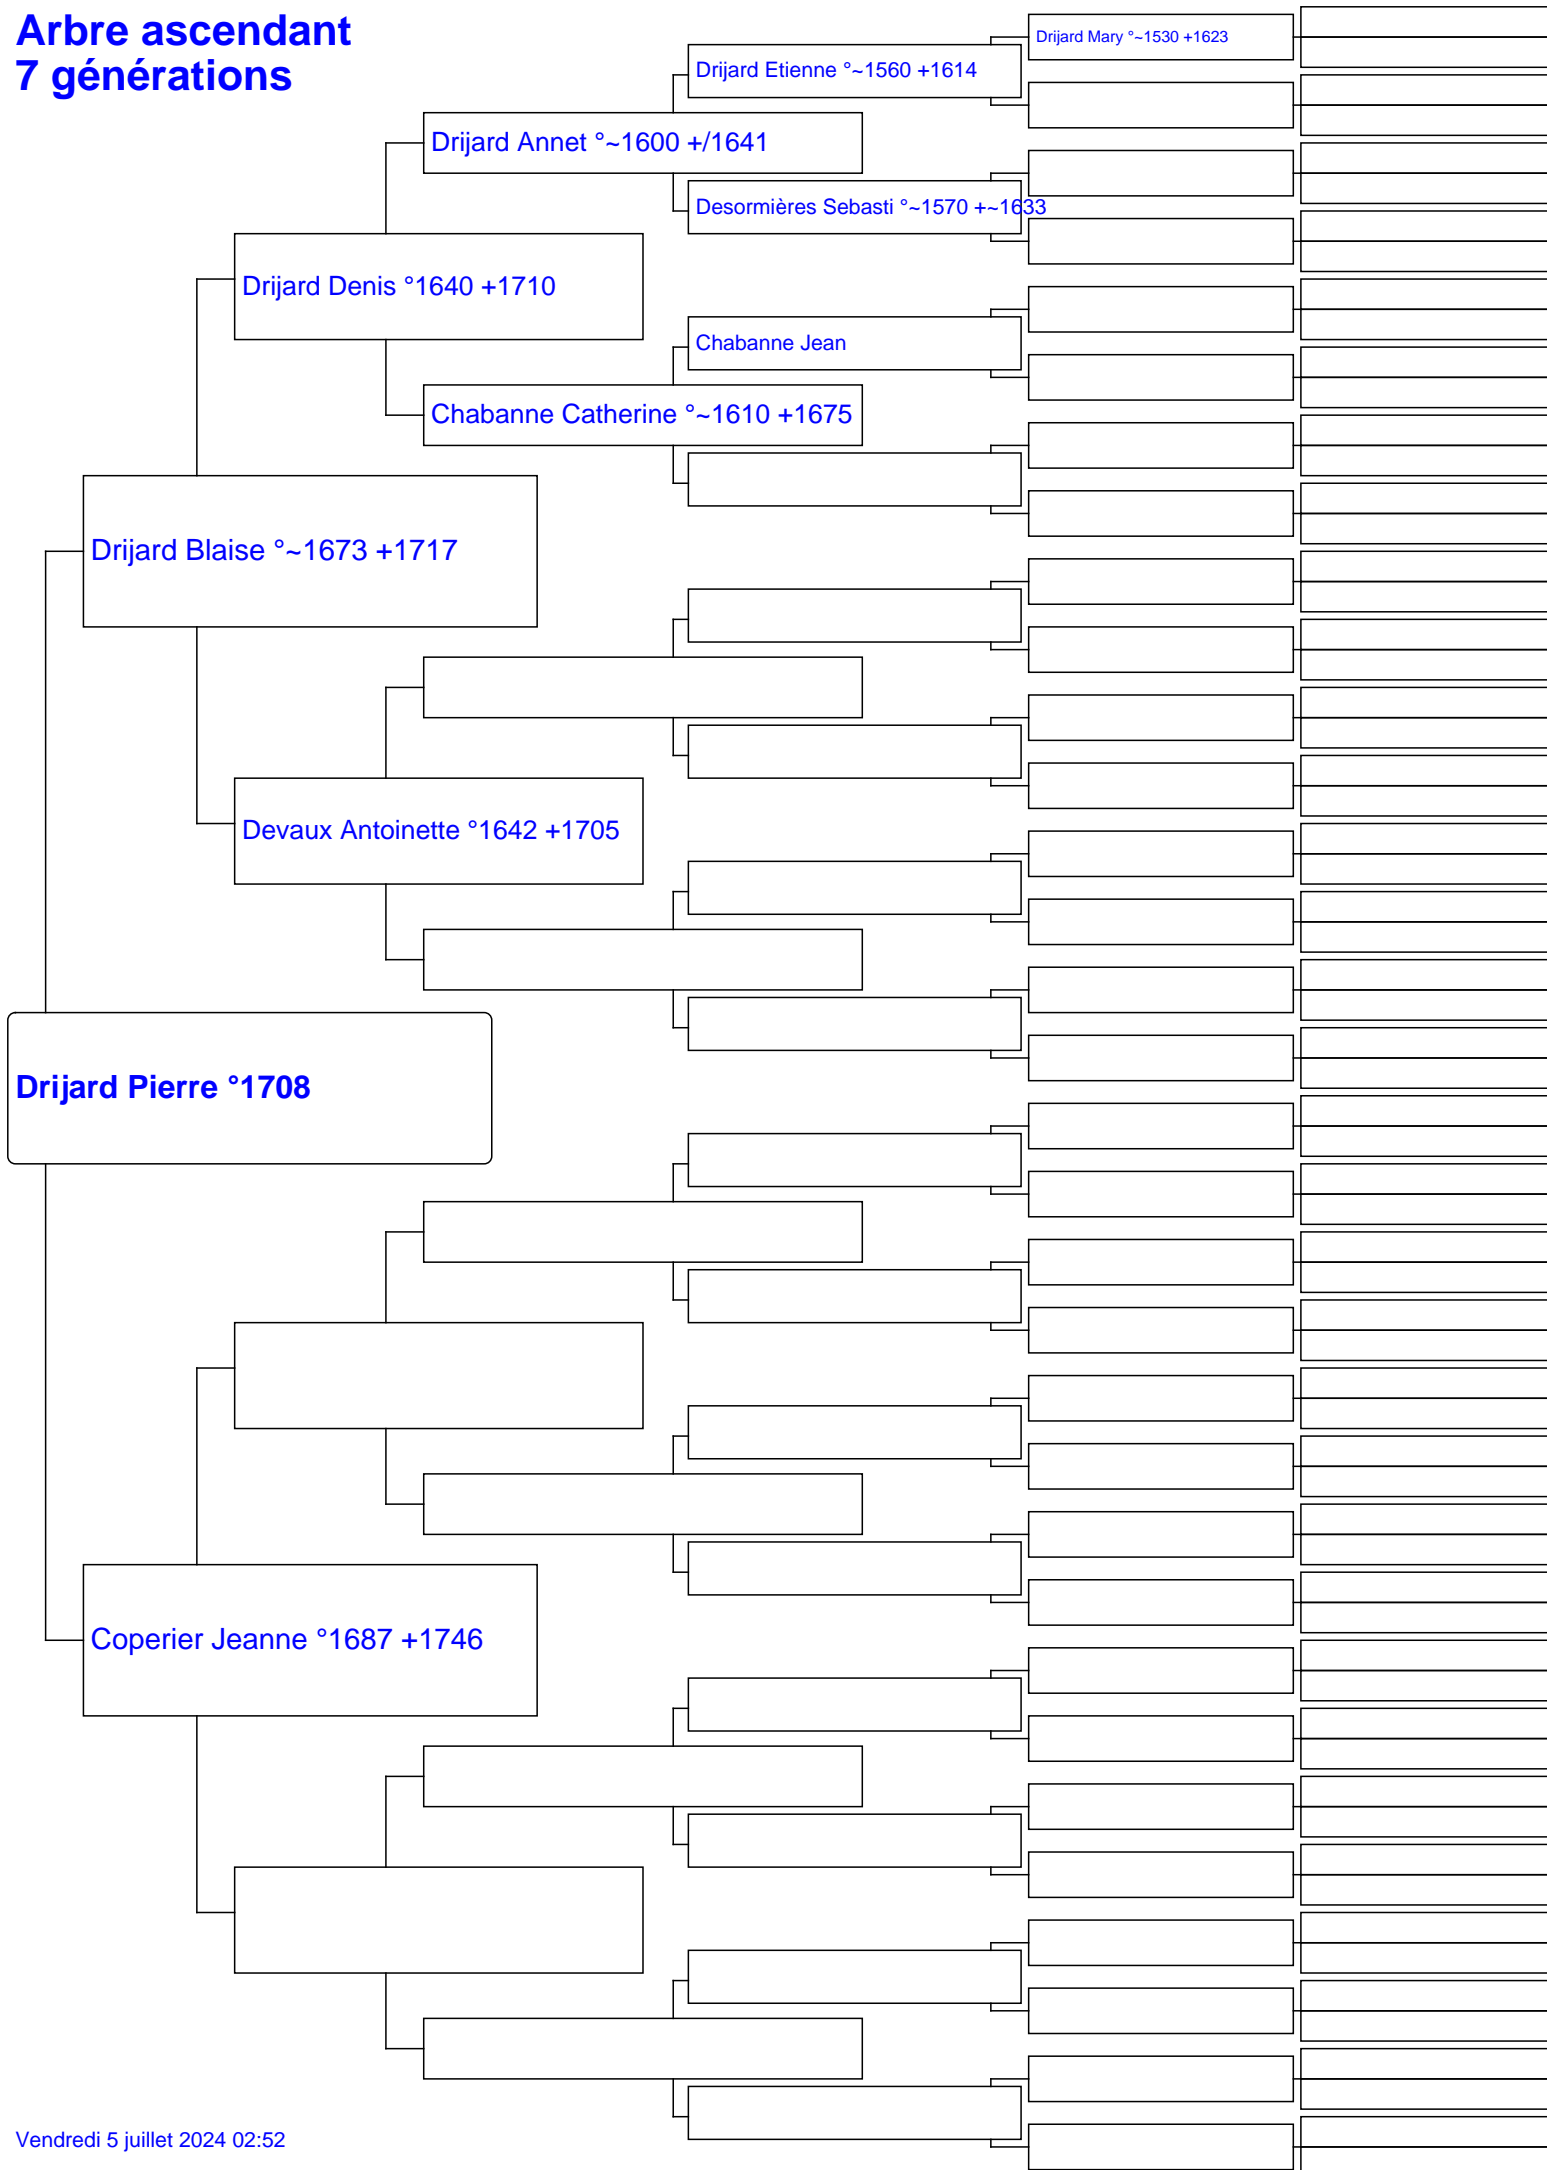 Arbre ascendant
7 générations
Drijard Mary °~1530 +1623
Drijard Etienne °~1560 +1614
Drijard Annet °~1600 +/1641
Desormières Sebasti °~1570 +~1633
Drijard Denis °1640 +1710
Chabanne Jean
Chabanne Catherine °~1610 +1675
Drijard Blaise °~1673 +1717
Devaux Antoinette °1642 +1705
Drijard Pierre °1708
Coperier Jeanne °1687 +1746
Vendredi 5 juillet 2024 02:52